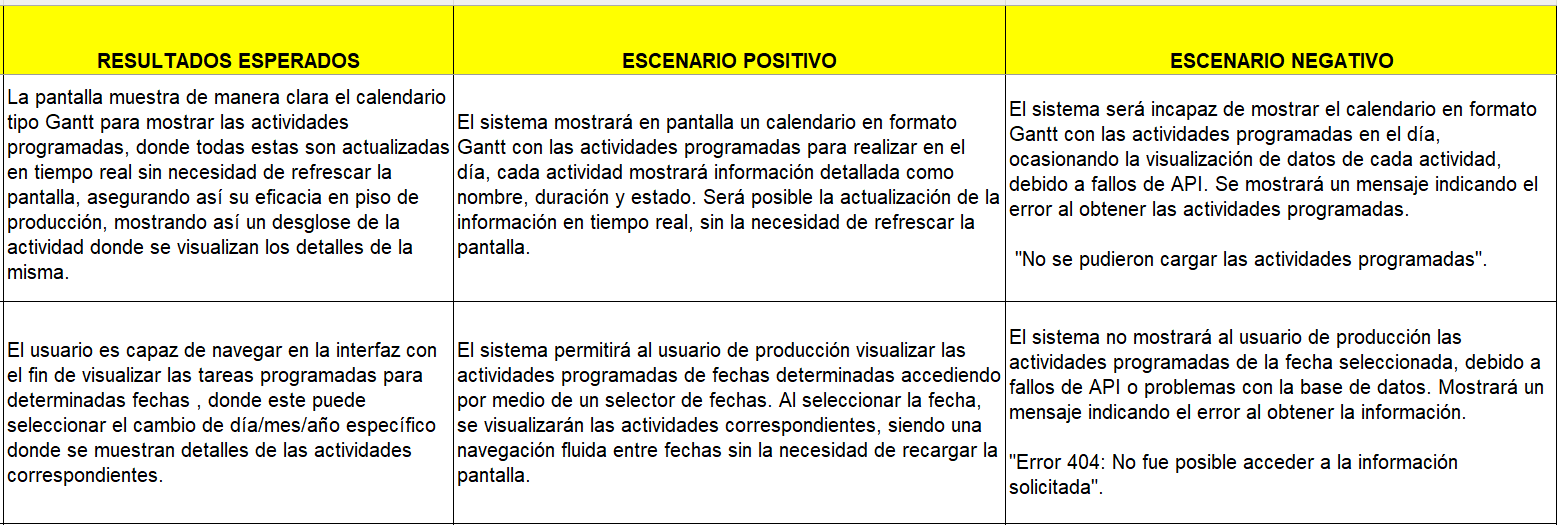 RESULTADOS ESPERADOS
ESCENARIO POSITIVO
ESCENARIO NEGATIVO
La pantalla muestra de manera clara el calendario
tipo Gantt para mostrar las actividades
programadas, donde todas estas son actualizadas
en tiempo real sin necesidad de refrescar la
pantalla, asegurando así su eficacia en piso de
producción, mostrando así un desglose de la
actividad donde se visualizan los detalles de la
misma.
El sistema mostrará en pantalla un calendario en formato
Gantt con las actividades programadas para realizar en el
día, cada actividad mostrará información detallada como
nombre, duración y estado. Será posible la actualización de la
información en tiempo real, sin la necesidad de refrescar la
pantalla.
El sistema será incapaz de mostrar el calendario en formato
Gantt con las actividades programadas en el día,
ocasionando la visualización de datos de cada actividad,
debido a fallos de API. Se mostrará un mensaje indicando el
error al obtener las actividades programadas.
"No se pudieron cargar las actividades programadas".
El usuario es capaz de navegar en la interfaz con
el fin de visualizar las tareas programadas para
determinadas fechas , donde este puede
seleccionar el cambio de día/mes/año específico
donde se muestran detalles de las actividades
correspondientes.
El sistema permitirá al usuario de producción visualizar las
actividades programadas de fechas determinadas accediendo
por medio de un selector de fechas. Al seleccionar la fecha,
se visualizarán las actividades correspondientes, siendo una
navegación fluida entre fechas sin la necesidad de recargar la
pantalla.
El sistema no mostrará al usuario de producción las
actividades programadas de la fecha seleccionada, debido a
fallos de API o problemas con la base de datos. Mostrará un
mensaje indicando el error al obtener la información.
"Error 404: No fue posible acceder a la información
solicitada".